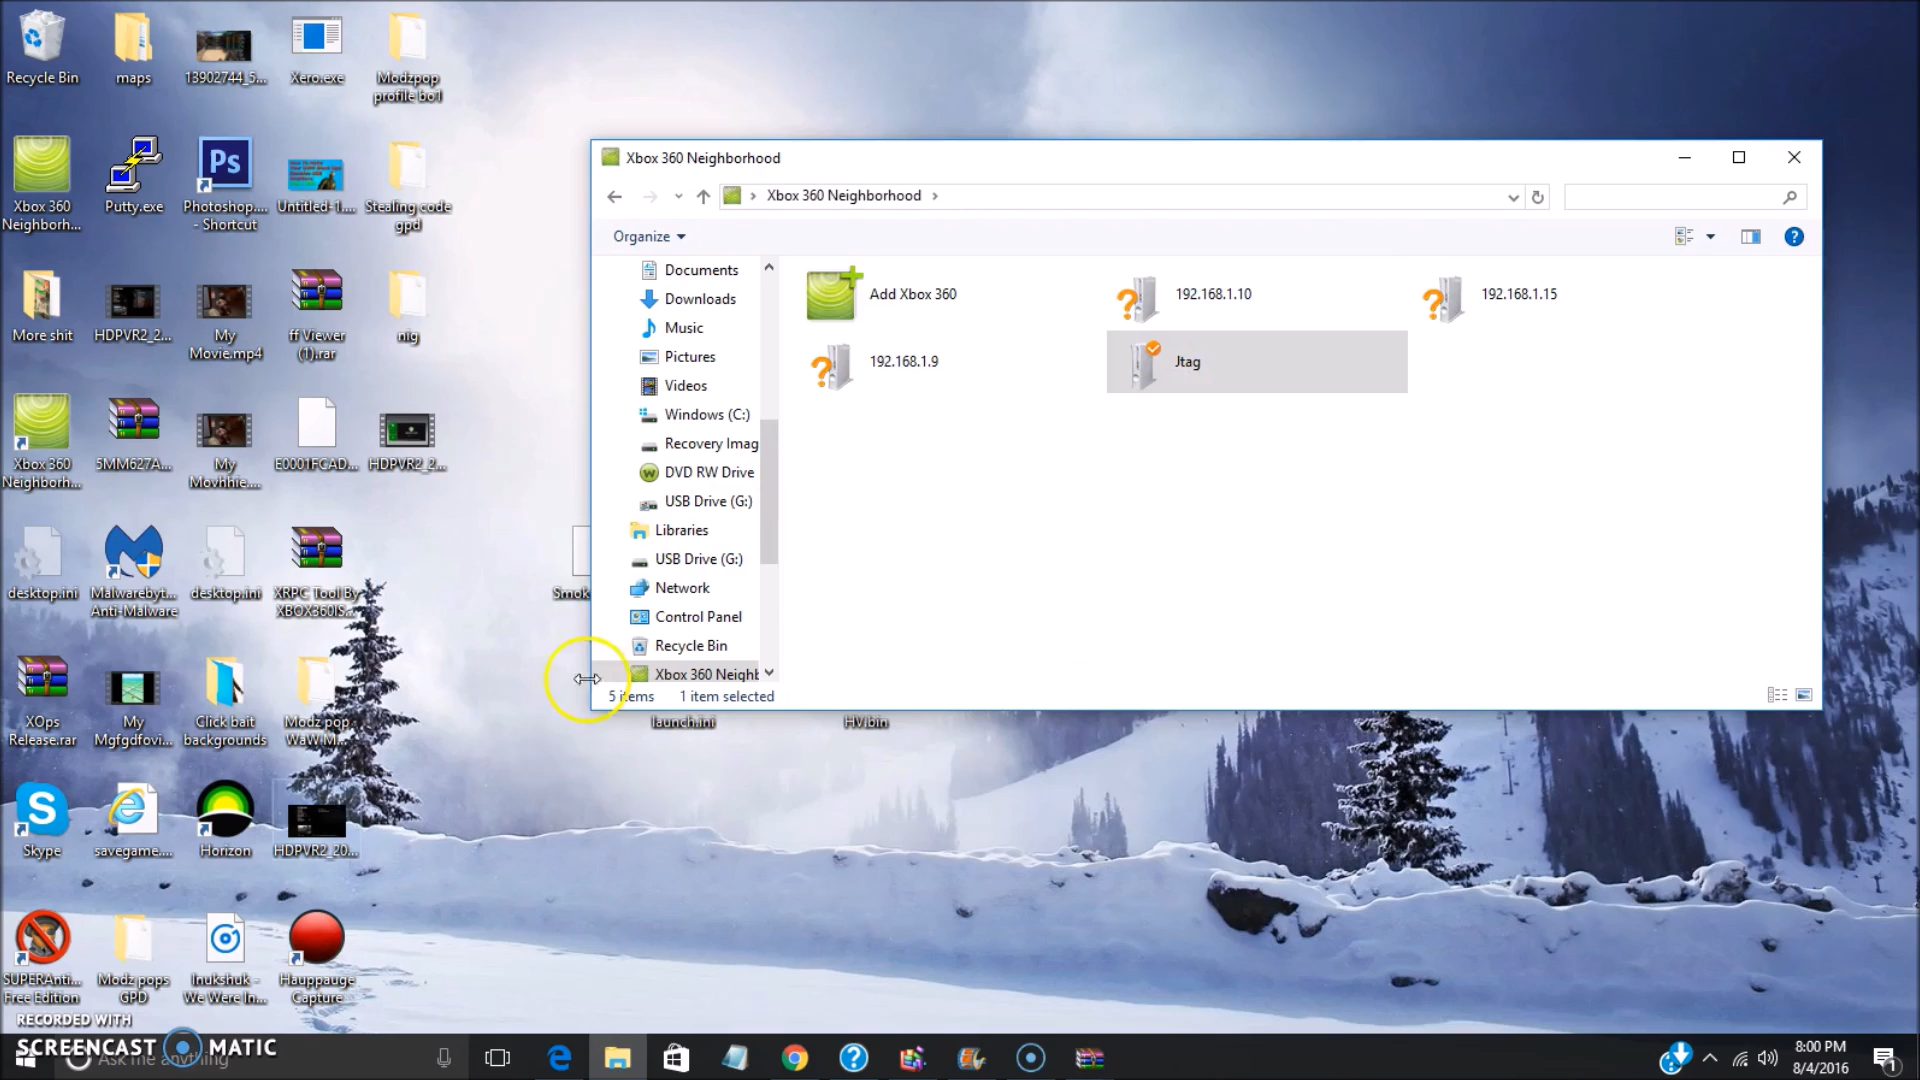 Recycle Bin
maps
13902744_5...
Xero.exe
Modzpop
profile bo1
Xbox 360
Neighborh...
Putty.exe
Ps
Photoshop....
- Shortcut
Untitled-1....
Stealing code
gpd
More shit
HDPVR2_2...
My
Movie.mp4
ff Viewer
(1).rar
nig
Xbox 360
Neighborh...
5MM627A...
My
Movhhie....
E0001FCAD...
HDPVR2_2...
desktop.ini
Malwarebyt...
Anti-Malware
desktop.ini
XRPC Tool By
XBOX360IS...
Smok
XOps
Release.rar
My
Mgfgdfovi...
Click bait
backgrounds
Modz pop
WaW M...
launch.ini
HV.bin
S
Skype
savegame....
Horizon
HDPVR2_20...
SUPERAnti...
Free Edition
Modz pops
GPD
Inukshuk -
We Were In...
Hauppauge
Capture
Xbox 360 Neighborhood
Xbox 360 Neighborhood
Organize
Documents
Downloads
Music
Pictures
Videos
Windows (C:)
Recovery Imag
DVD RW Drive
USB Drive (G:)
Libraries
USB Drive (G:)
Network
Control Panel
Recycle Bin
Xbox 360 Neighb
Add Xbox 360
192.168.1.10
192.168.1.15
192.168.1.9
Jtag
5 items 1 item selected
RECORDED WITH
SCREENCAST MATIC
Ask me anything
8:00 PM
8/4/2016
1